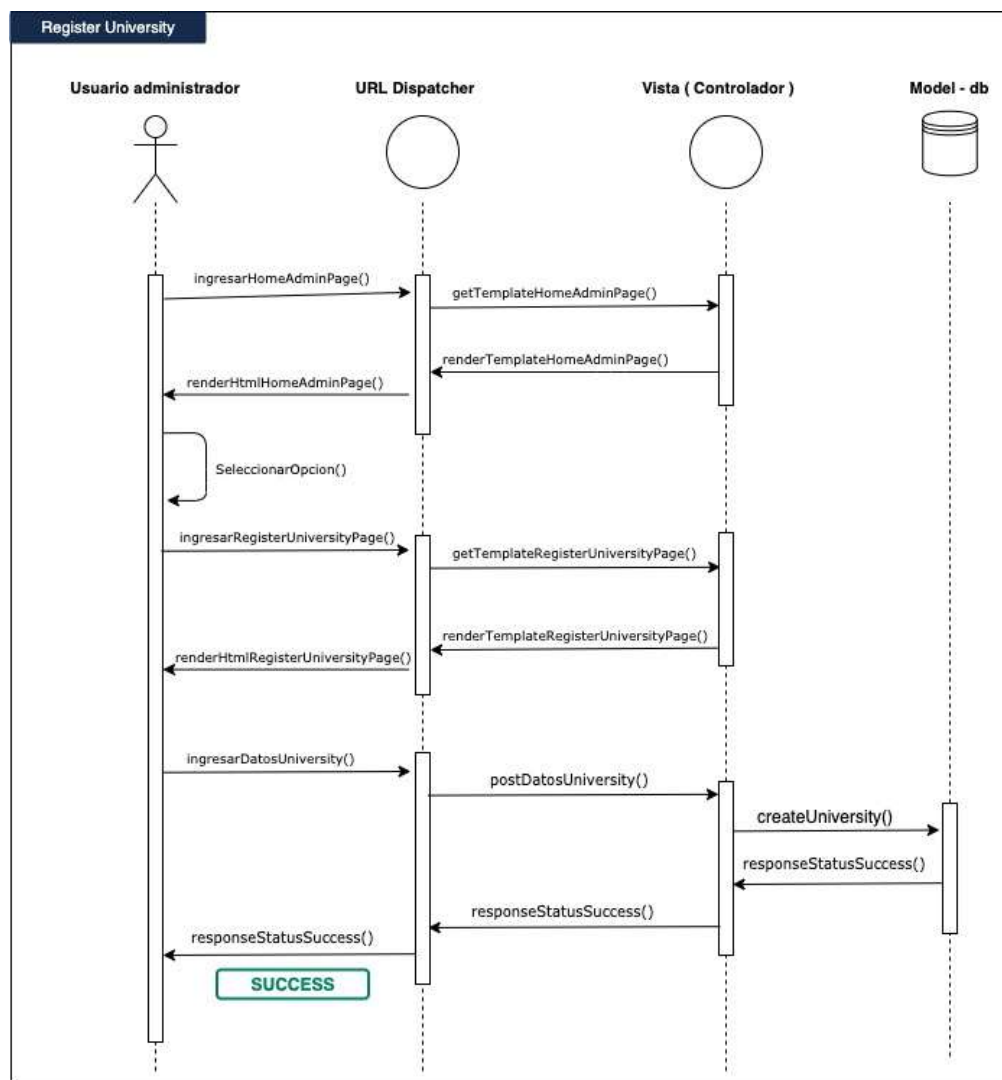 Register University
Usuario administrador
URL Dispatcher
Vista ( Controlador )
Model - db
ingresarHomeAdminPage()
getTemplateHomeAdminPage()
renderTemplateHomeAdminPage()
renderHtmlHomeAdminPage()
SeleccionarOpcion()
ingresarRegisterUniversityPage()
getTemplateRegisterUniversityPage()
renderTemplateRegisterUniversityPage()
renderHtmlRegisterUniversityPage()
ingresarDatosUniversity()
postDatosUniversity()
createUniversity()
responseStatusSuccess()
responseStatusSuccess()
responseStatusSuccess()
SUCCESS